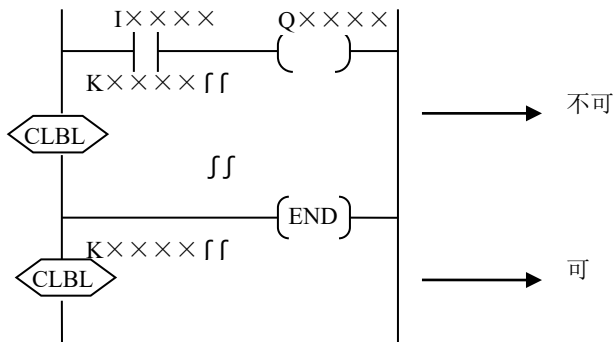 I×××× Q××××
K××××⌠⌠
不可
CLBL
∫∫
END
K××××⌠⌠
可
CLBL